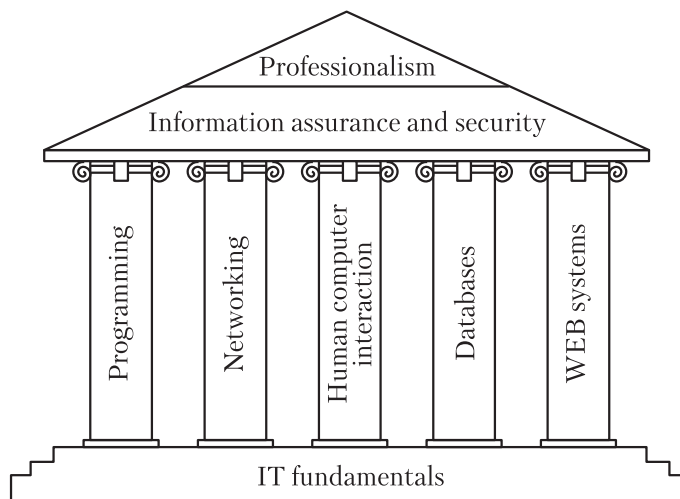 Professionalism
Information assurance and security
Programming
Networking
Human computer
interaction
Databases
WEB systems
IT fundamentals